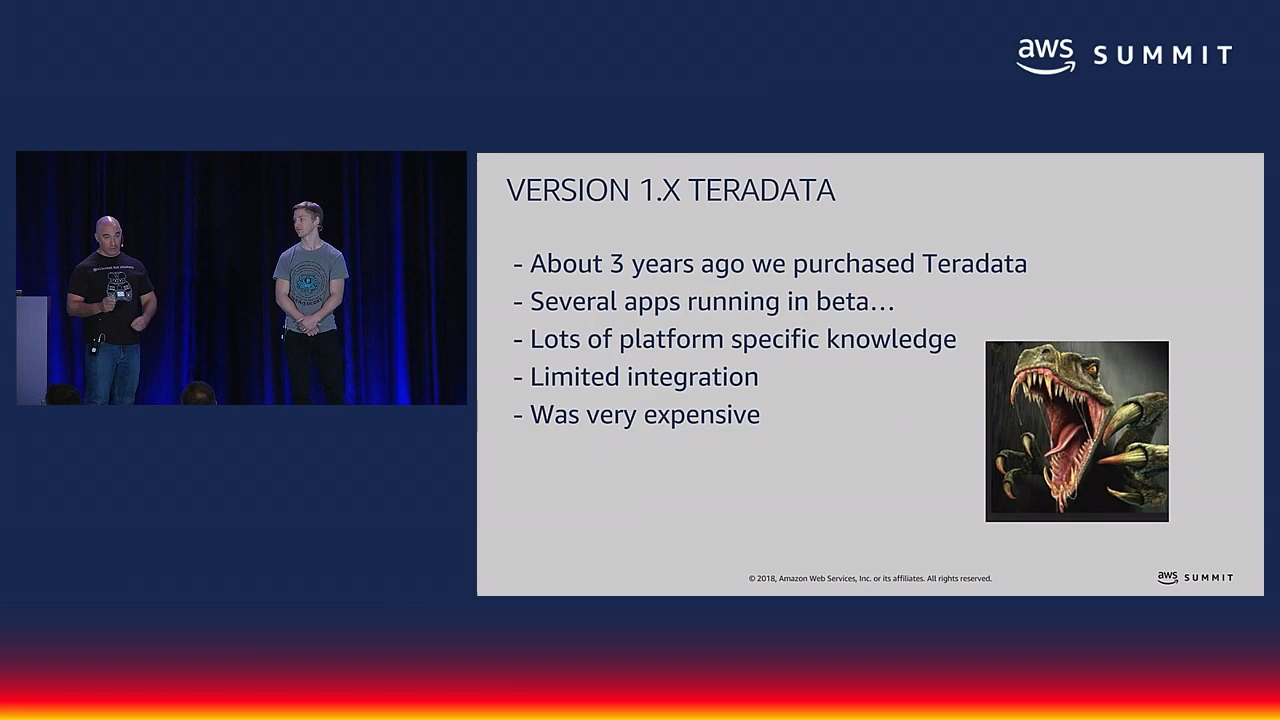 aws SUMMIT
VERSION 1.X TERADATA
- About 3 years ago we purchased Teradata
- Several apps running in beta…
- Lots of platform specific knowledge
- Limited integration
- Was very expensive
© 2018, Amazon Web Services, Inc. or its affiliates. All rights reserved.
aws SUMMIT